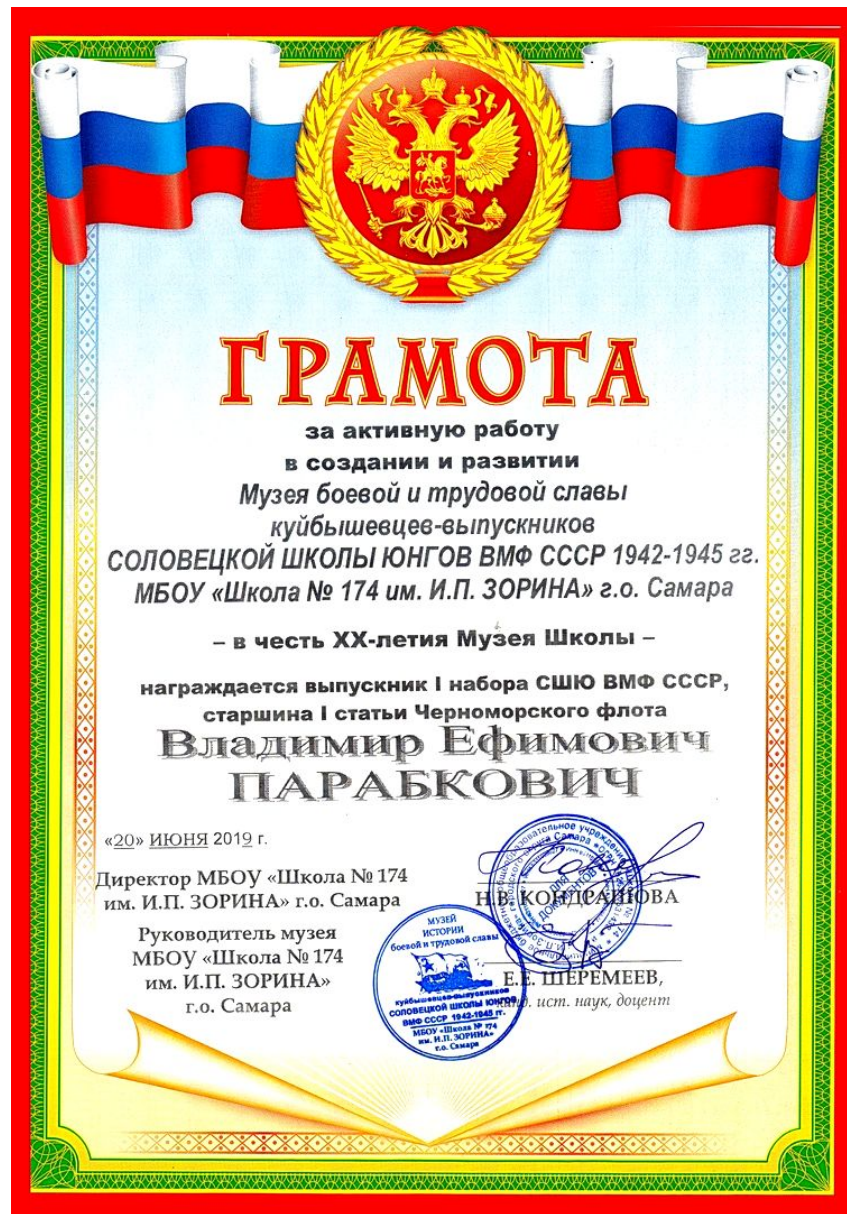 ГРАМОТА
за активную работу
в создании и развитии
Музея боевой и трудовой славы
куйбышевцев-выпускников
СОЛОВЕЦКОЙ ШКОЛЫ ЮНГОВ ВМФ СССР 1942-1945 гг.
МБОУ «Школа № 174 им. И.П. ЗОРИНА» г.о. Самара
– в честь XX-летия Музея Школы –
награждается выпускник I набора СШЮ ВМФ СССР,
старшина I статьи Черноморского флота
Владимир Ефимович
ПАРАБКОВИЧ
«20» ИЮНЯ 2019 г.
Директор МБОУ «Школа № 174
им. И.П. ЗОРИНА» г.о. Самара
Н.В. КОНДРАШОВА
Руководитель музея
МБОУ «Школа № 174
им. И.П. ЗОРИНА»
г.о. Самара
Е.Е. ШЕРЕМЕЕВ,
канд. ист. наук, доцент
ДЛЯ
ДОКУМЕНТОВ
МУЗЕЙ
ИСТОРИИ
боевой и трудовой славы
куйбышевцев-выпускников
СОЛОВЕЦКОЙ ШКОЛЫ ЮНГОВ
ВМФ СССР 1942-1945 гг.
МБОУ «Школа № 174
им. И.П. ЗОРИНА»
г.о. Самара